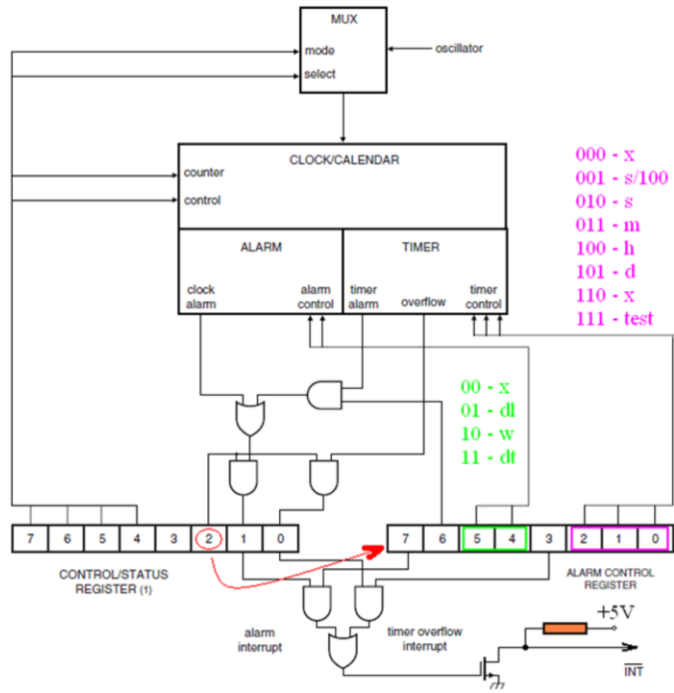 MUX
mode
oscillator
select
CLOCK/CALENDAR
counter
control
000 - x
001 - s/100
010 - s
011 - m
100 - h
101 - d
110 - x
111 - test
ALARM
TIMER
clock alarm
alarm control
timer alarm
overflow
timer control
00 - x
01 - dl
10 - w
11 - dt
7 6 5 4 3 2 1 0
7 6 5 4 3 2 1 0
CONTROL/STATUS
REGISTER (1)
ALARM CONTROL
REGISTER
alarm
interrupt
timer overflow
interrupt
+5V
INT